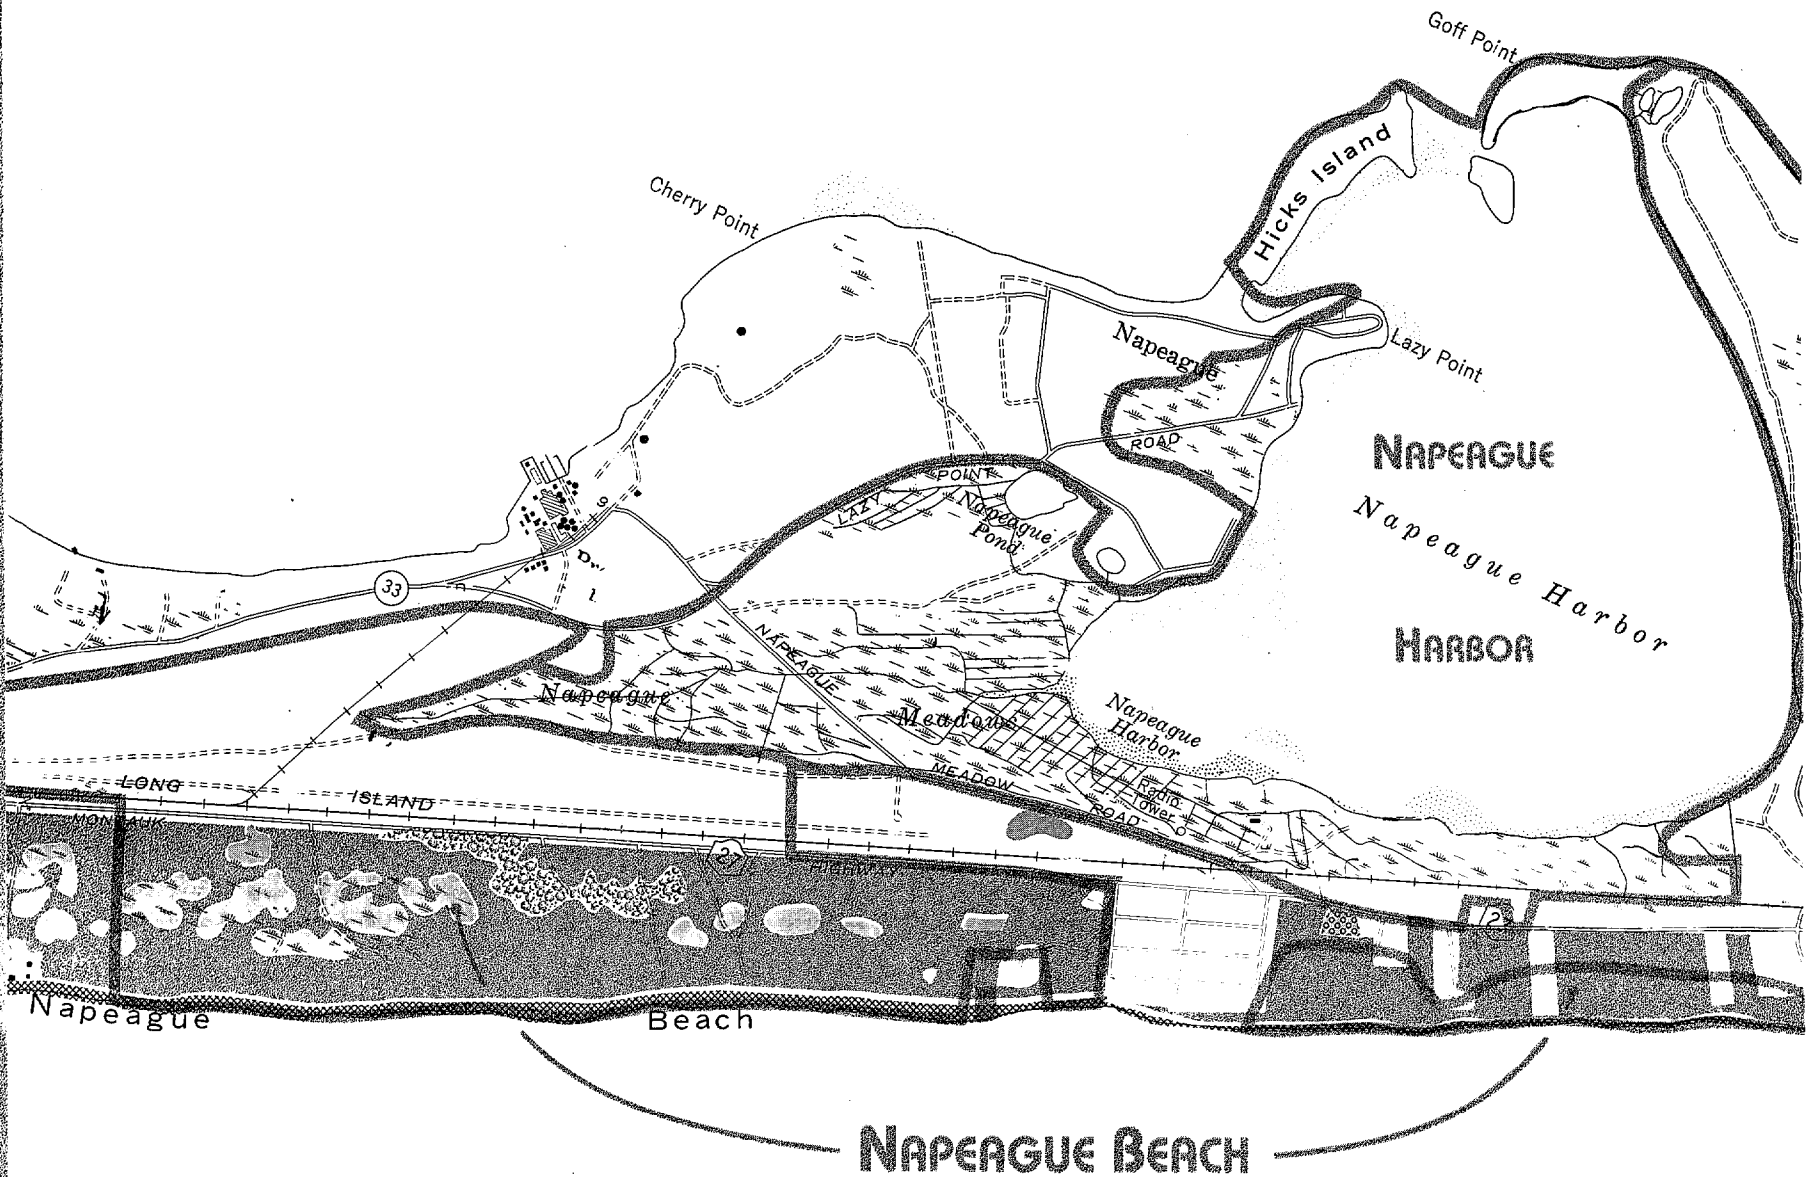 Goff Point
Hicks Island
Cherry Point
Lazy Point
Napeague
ROAD
NAPEAGUE
HARBOR
Napeague Harbor
LAZY
POINT
Napeague
Pond
33
NAPEAGUE
Napeague
Meadows
Napeague
Harbor
MEADOW
ROAD
Radio
Tower
LONG
ISLAND
MONTAUK
27
HIGHWAY
27
Napeague
Beach
NAPEAGUE BEACH